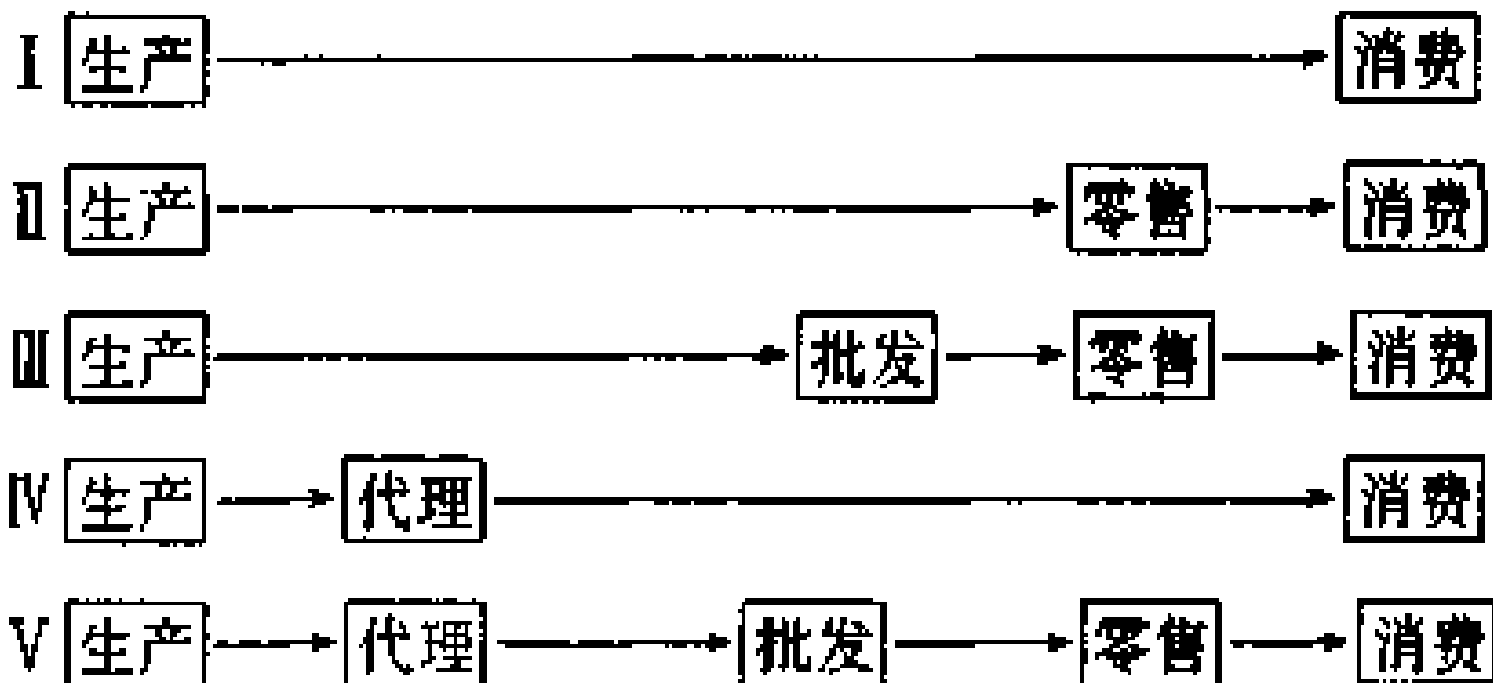 Ⅰ 生产 消费
Ⅱ 生产 零售 消费
Ⅲ 生产 批发 零售 消费
Ⅳ 生产 代理 消费
Ⅴ 生产 代理 批发 零售 消费